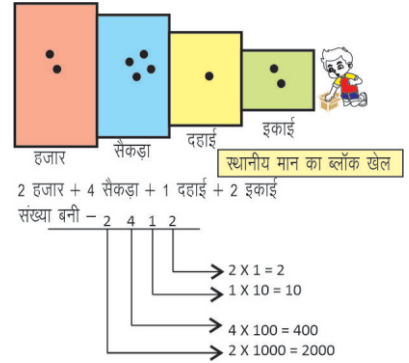 हजार
सैकड़ा
दहाई
इकाई
स्थानीय मान का ब्लॉक खेल
2 हजार + 4 सैकड़ा + 1 दहाई + 2 इकाई
संख्या बनी – 2 4 1 2
2 X 1 = 2
1 X 10 = 10
4 X 100 = 400
2 X 1000 = 2000